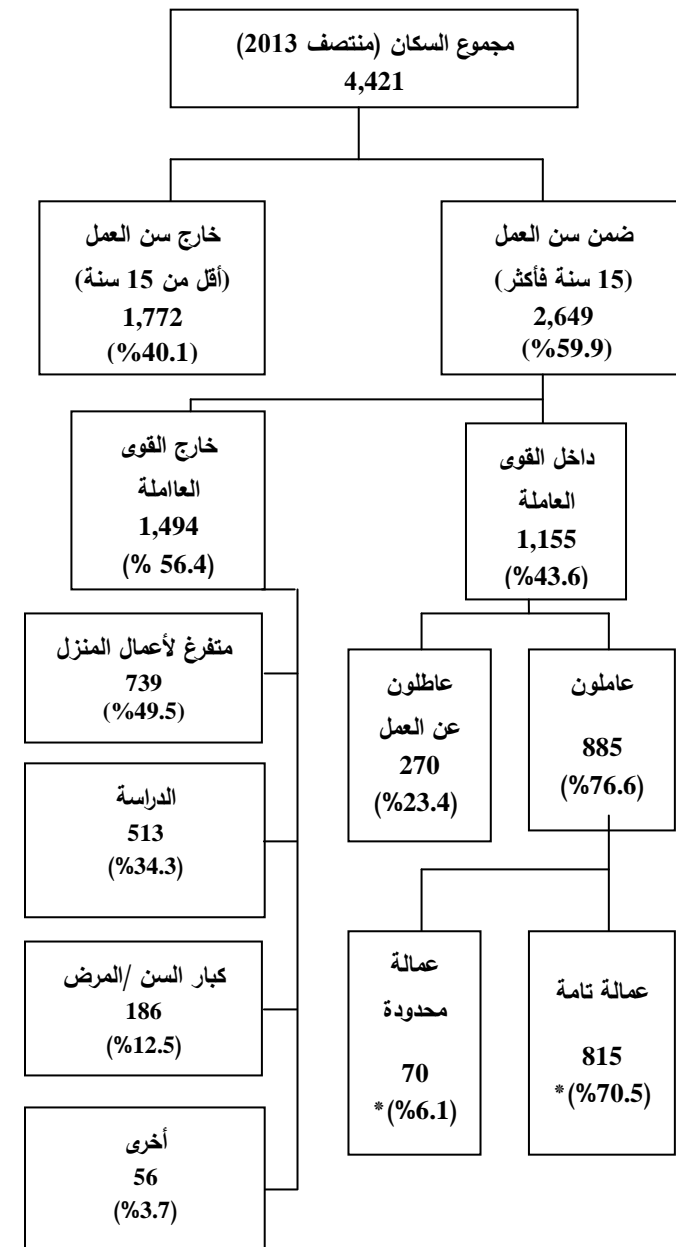 مجموع السكان (منتصف 2013)
4,421
ضمن سن العمل
(15 سنة فأكثر)
2,649
(%59.9)
خارج سن العمل
(أقل من 15 سنة)
1,772
(%40.1)
داخل القوى
العاملة
1,155
(%43.6)
خارج القوى
العااملة
1,494
(% 56.4)
عاملون
885
(%76.6)
عاطلون
عن العمل
270
(%23.4)
متفرغ لأعمال المنزل
739
(%49.5)
الدراسة
513
(%34.3)
عمالة تامة
815
*(%70.5)
عمالة
محدودة
70
*(%6.1)
كبار السن /المرض
186
(%12.5)
أخرى
56
(%3.7)